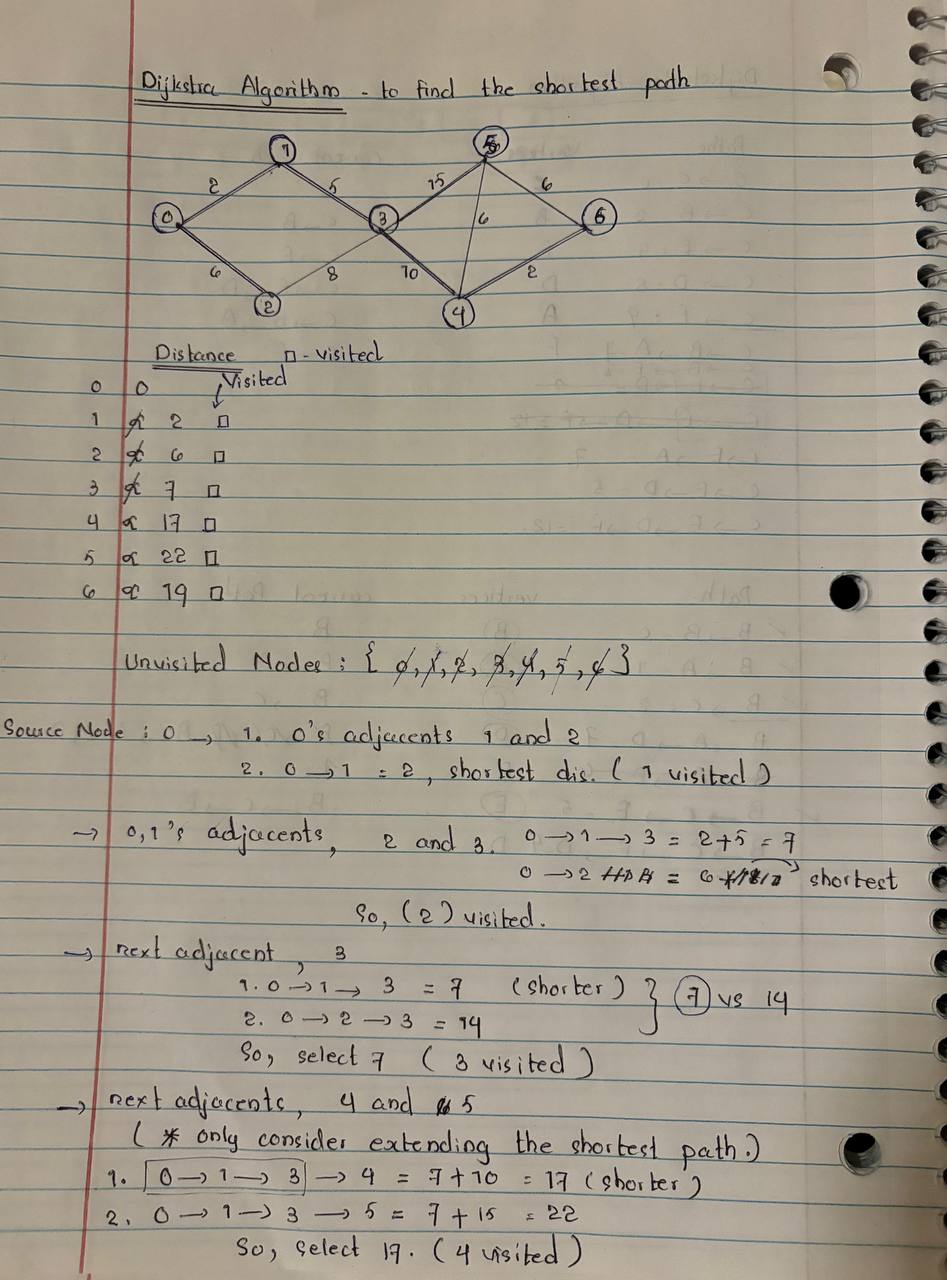 Dijkstra Algorithm - to find the shortest path
1 5
2 5 15 6
0 3 6 6
6 8 10 2
2 4
Distance □ - visited
Visited
0 0
1 ∝ 2 □
2 ∝ 6 □
3 ∝ 7 □
4 ∝ 17 □
5 ∝ 22 □
6 ∝ 19 □
Unvisited Nodes : { 0, 1, 2, 3, 4, 5, 6 }
Source Node : 0 → 1. 0's adjacents 1 and 2
2. 0 → 1 = 2, shortest dis. ( 1 visited )
→ 0,1's adjacents, 2 and 3. 0 → 1 → 3 = 2+5 = 7
0 → 2 = 6 shortest
So, (2) visited.
→ next adjacent, 3
1. 0 → 1 → 3 = 7 (shorter) } 7 vs 14
2. 0 → 2 → 3 = 14
So, select 7 ( 3 visited )
→ next adjacents, 4 and 5
( * only consider extending the shortest path.)
1. 0 → 1 → 3 → 4 = 7+10 = 17 (shorter)
2. 0 → 1 → 3 → 5 = 7+15 = 22
So, select 17. ( 4 visited )